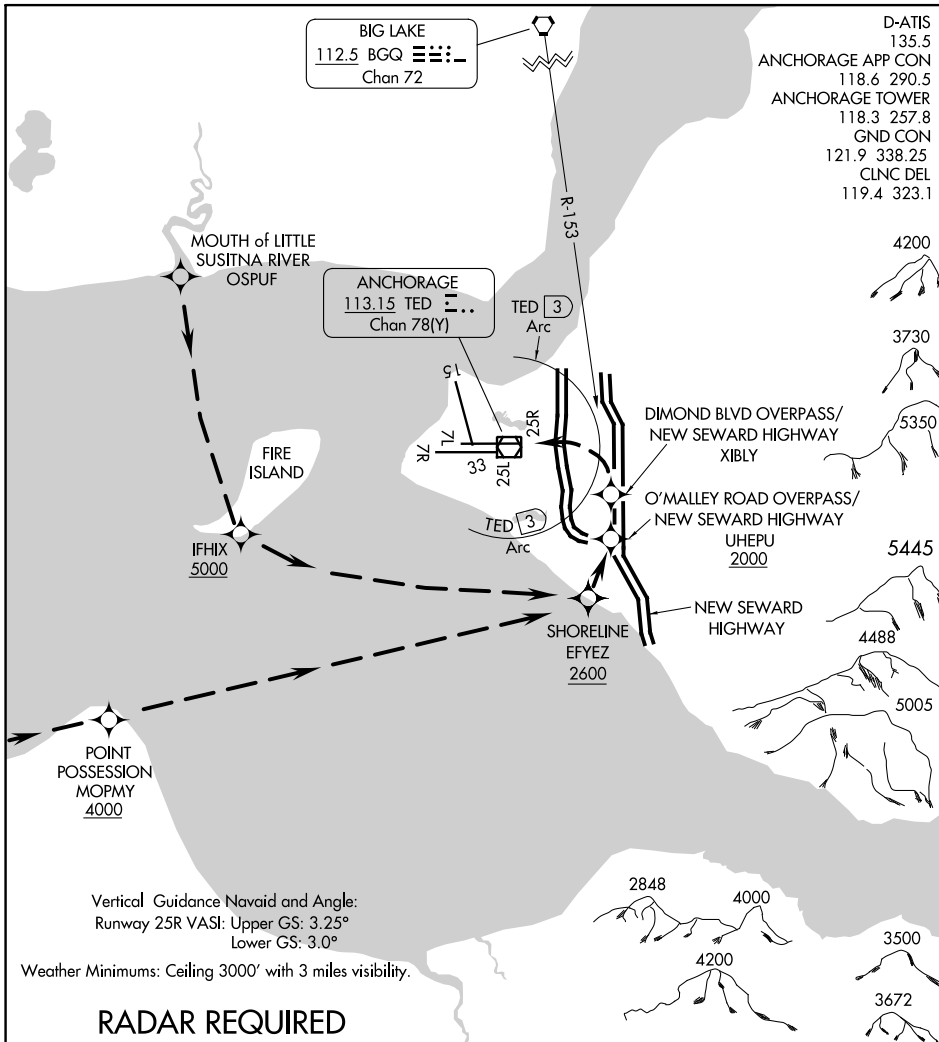 BIG LAKE
112.5 BGQ
Chan 72
D-ATIS
135.5
ANCHORAGE APP CON
118.6 290.5
ANCHORAGE TOWER
118.3 257.8
GND CON
121.9 338.25
CLNC DEL
119.4 323.1
R-153
MOUTH of LITTLE
SUSITNA RIVER
OSPUF
ANCHORAGE
113.15 TED
Chan 78(Y)
TED 3
Arc
4200
3730
5350
15
7L
7R
33
25L
25R
DIMOND BLVD OVERPASS/
NEW SEWARD HIGHWAY
XIBLY
FIRE
ISLAND
TED 3
Arc
O'MALLEY ROAD OVERPASS/
NEW SEWARD HIGHWAY
UHEPU
2000
IFHIX
5000
5445
NEW SEWARD
HIGHWAY
SHORELINE
EFYEZ
2600
4488
5005
POINT
POSSESSION
MOPMY
4000
Vertical Guidance Navaid and Angle:
Runway 25R VASI: Upper GS: 3.25°
Lower GS: 3.0°
Weather Minimums: Ceiling 3000' with 3 miles visibility.
RADAR REQUIRED
2848
4000
4200
3500
3672